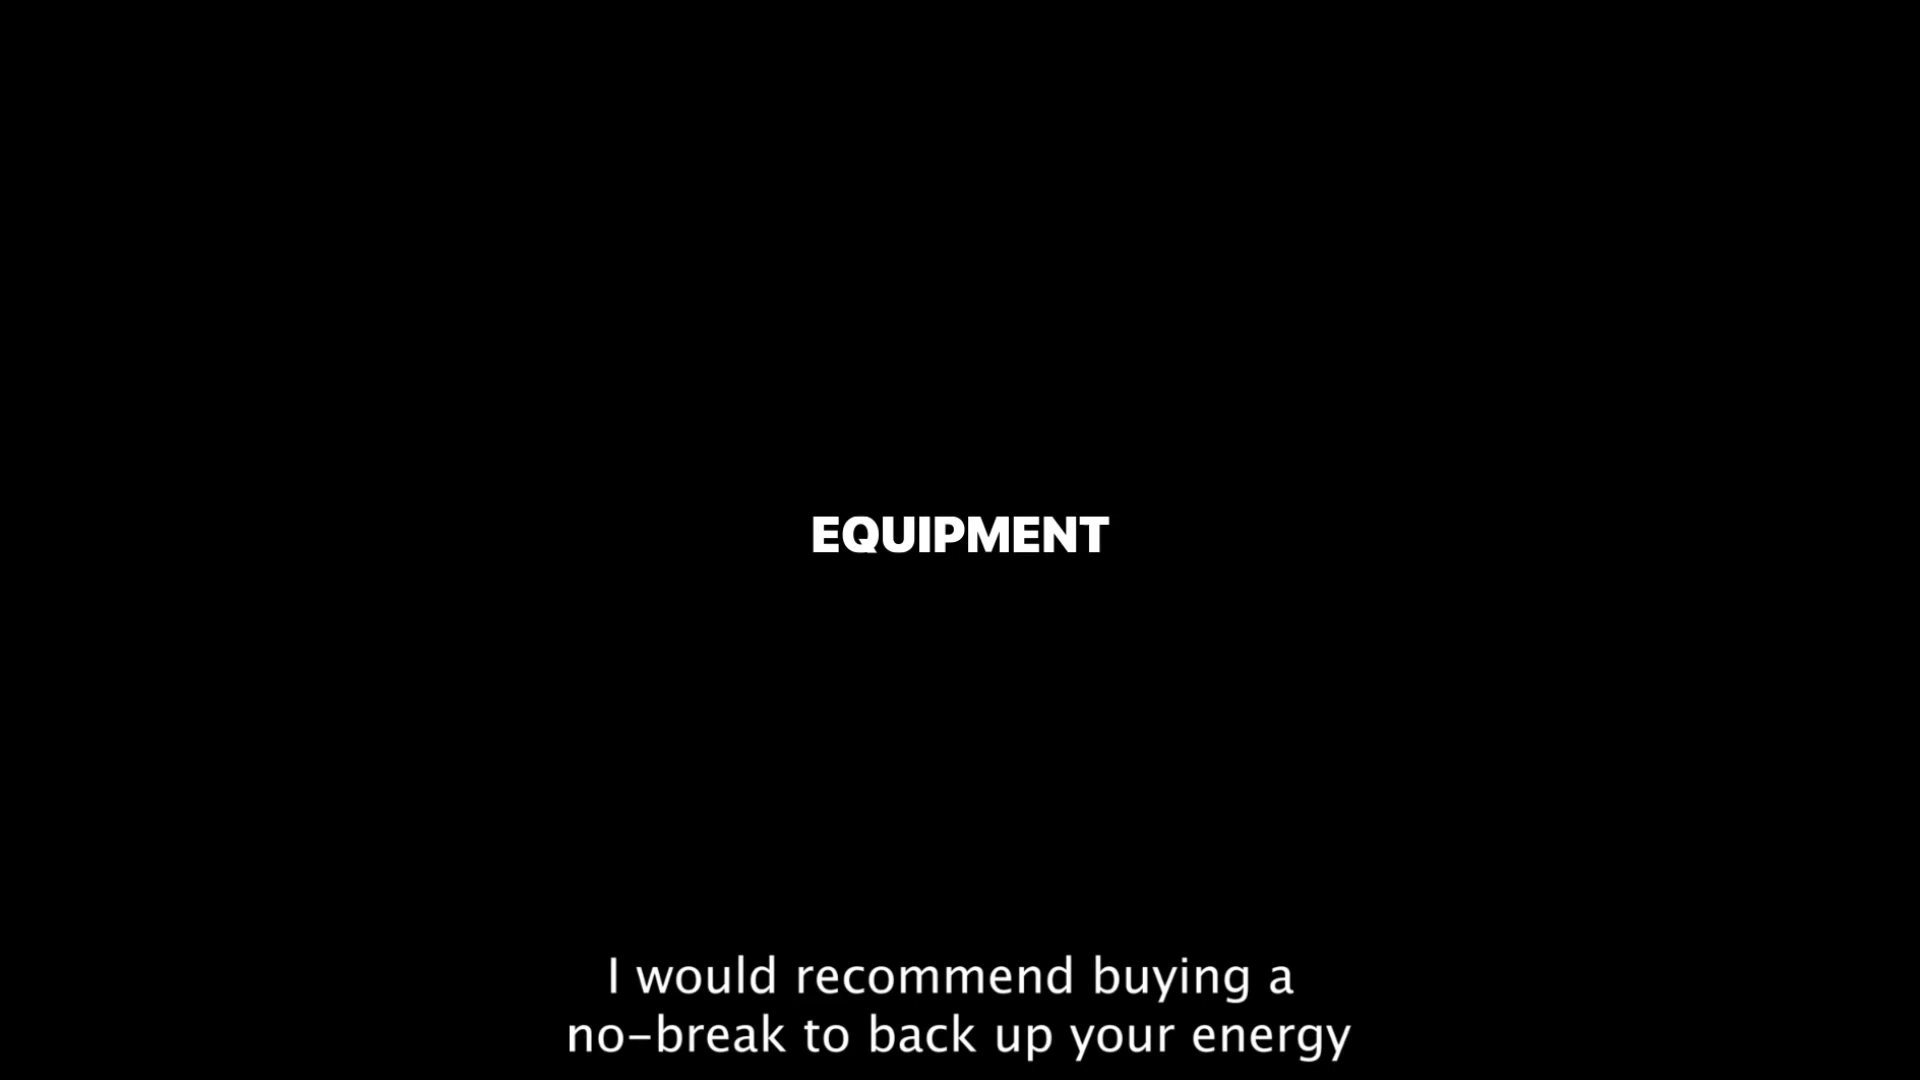 EQUIPMENT
I would recommend buying a
no-break to back up your energy